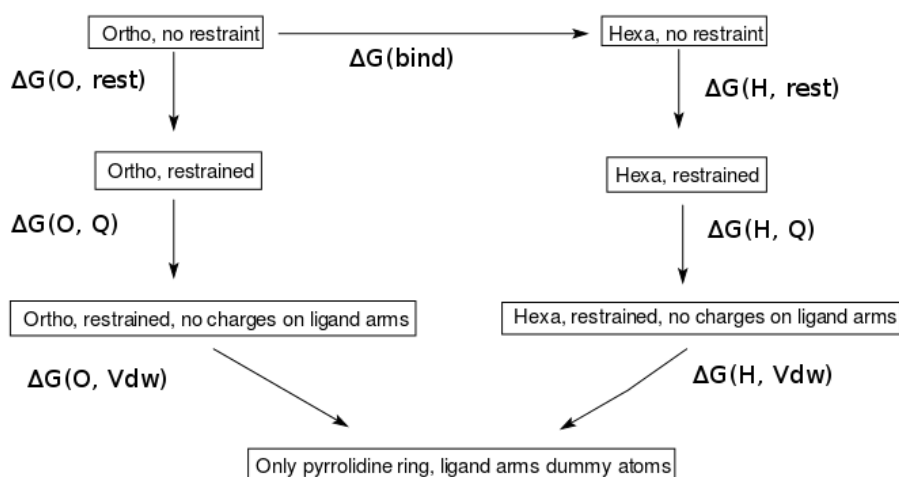 Ortho, no restraint
Hexa, no restraint
ΔG(bind)
ΔG(O, rest)
ΔG(H, rest)
Ortho, restrained
Hexa, restrained
ΔG(O, Q)
ΔG(H, Q)
Ortho, restrained, no charges on ligand arms
Hexa, restrained, no charges on ligand arms
ΔG(O, Vdw)
ΔG(H, Vdw)
Only pyrrolidine ring, ligand arms dummy atoms